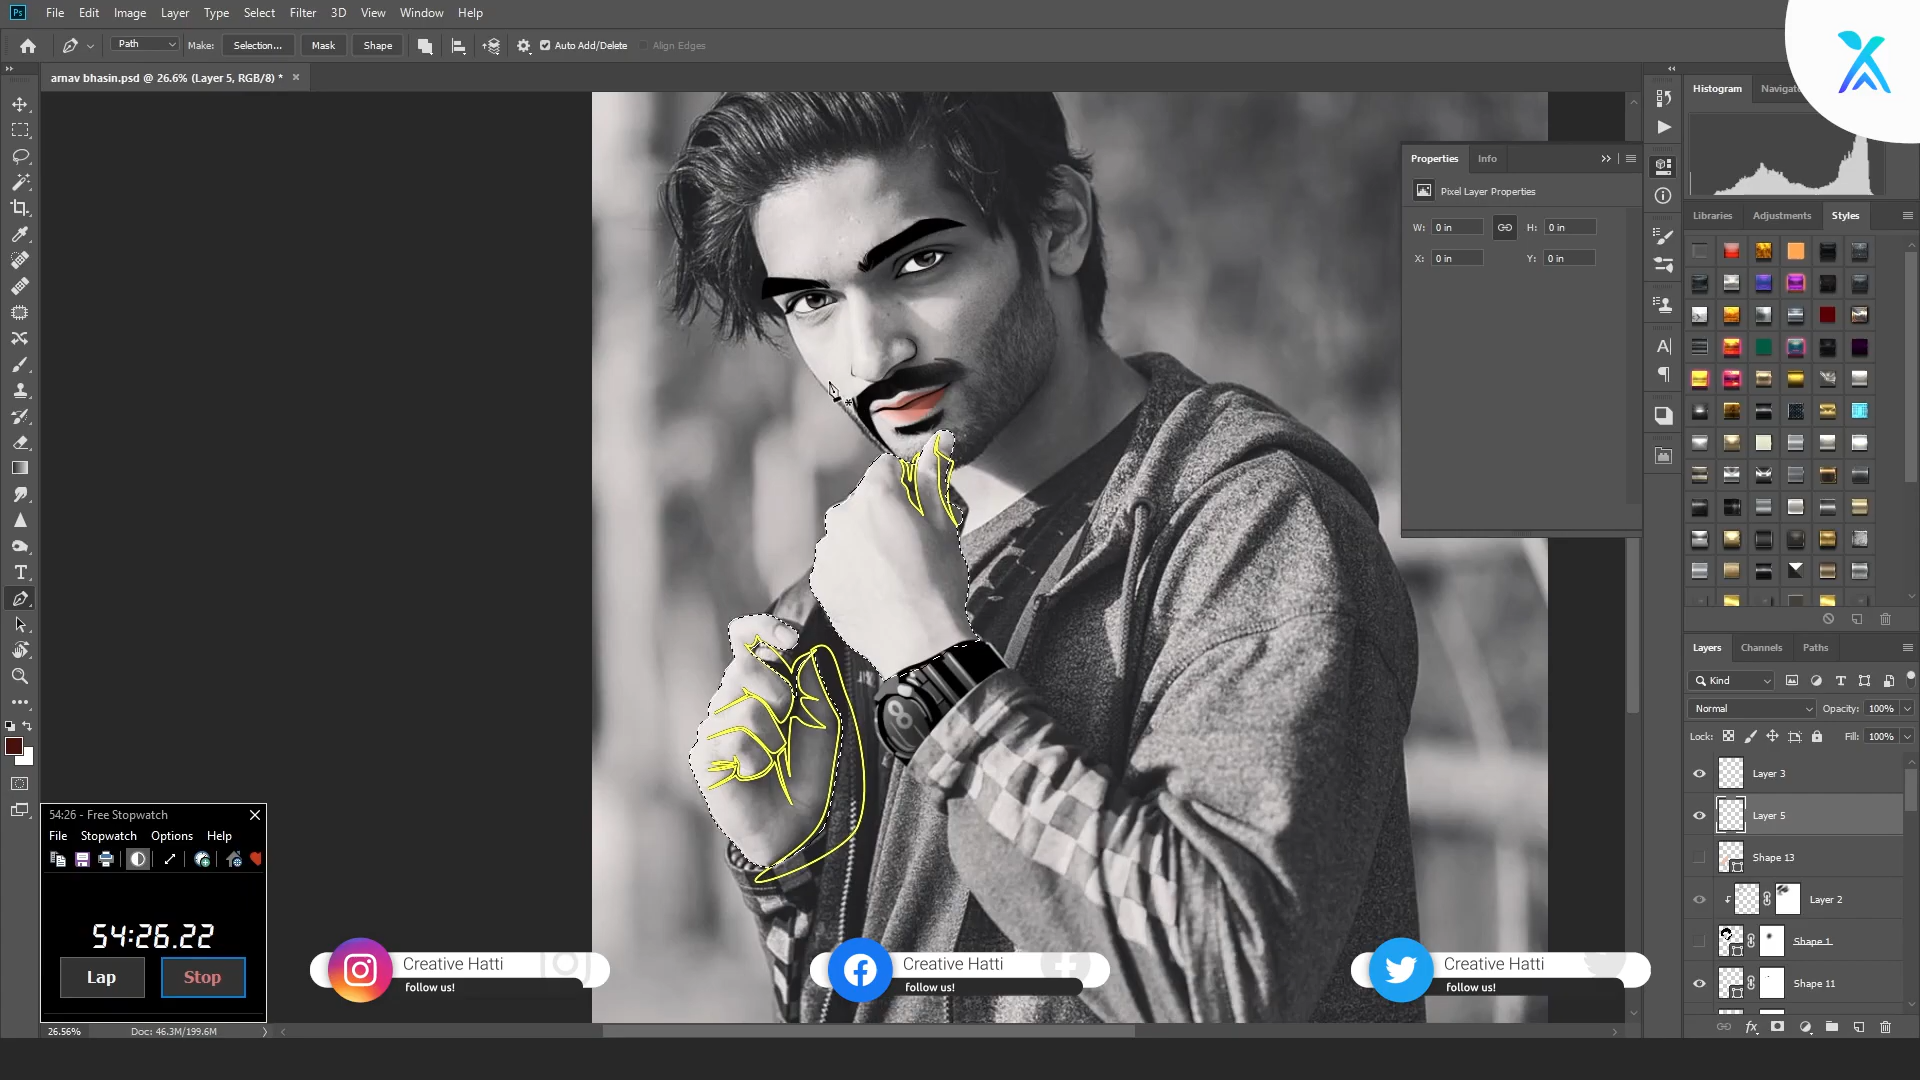 Ps File Edit Image Layer Type Select Filter 3D View Window Help
Path Make: Selection... Mask Shape Auto Add/Delete Align Edges
arnav bhasin.psd @ 26.6% (Layer 5, RGB/8) * ×
Histogram
Properties Info
Pixel Layer Properties
W: 0 in H: 0 in
X: 0 in Y: 0 in
Libraries Adjustments Styles
Layers Channels Paths
Kind
Normal Opacity: 100%
Lock: Fill: 100%
Layer 3
Layer 5
Shape 13
Layer 2
Shape 1
Shape 11
54:26 - Free Stopwatch
File Stopwatch Options Help
54:26.22
Lap Stop
Creative Hatti
follow us!
Creative Hatti
follow us!
Creative Hatti
follow us!
26.56% Doc: 46.3M/199.6M